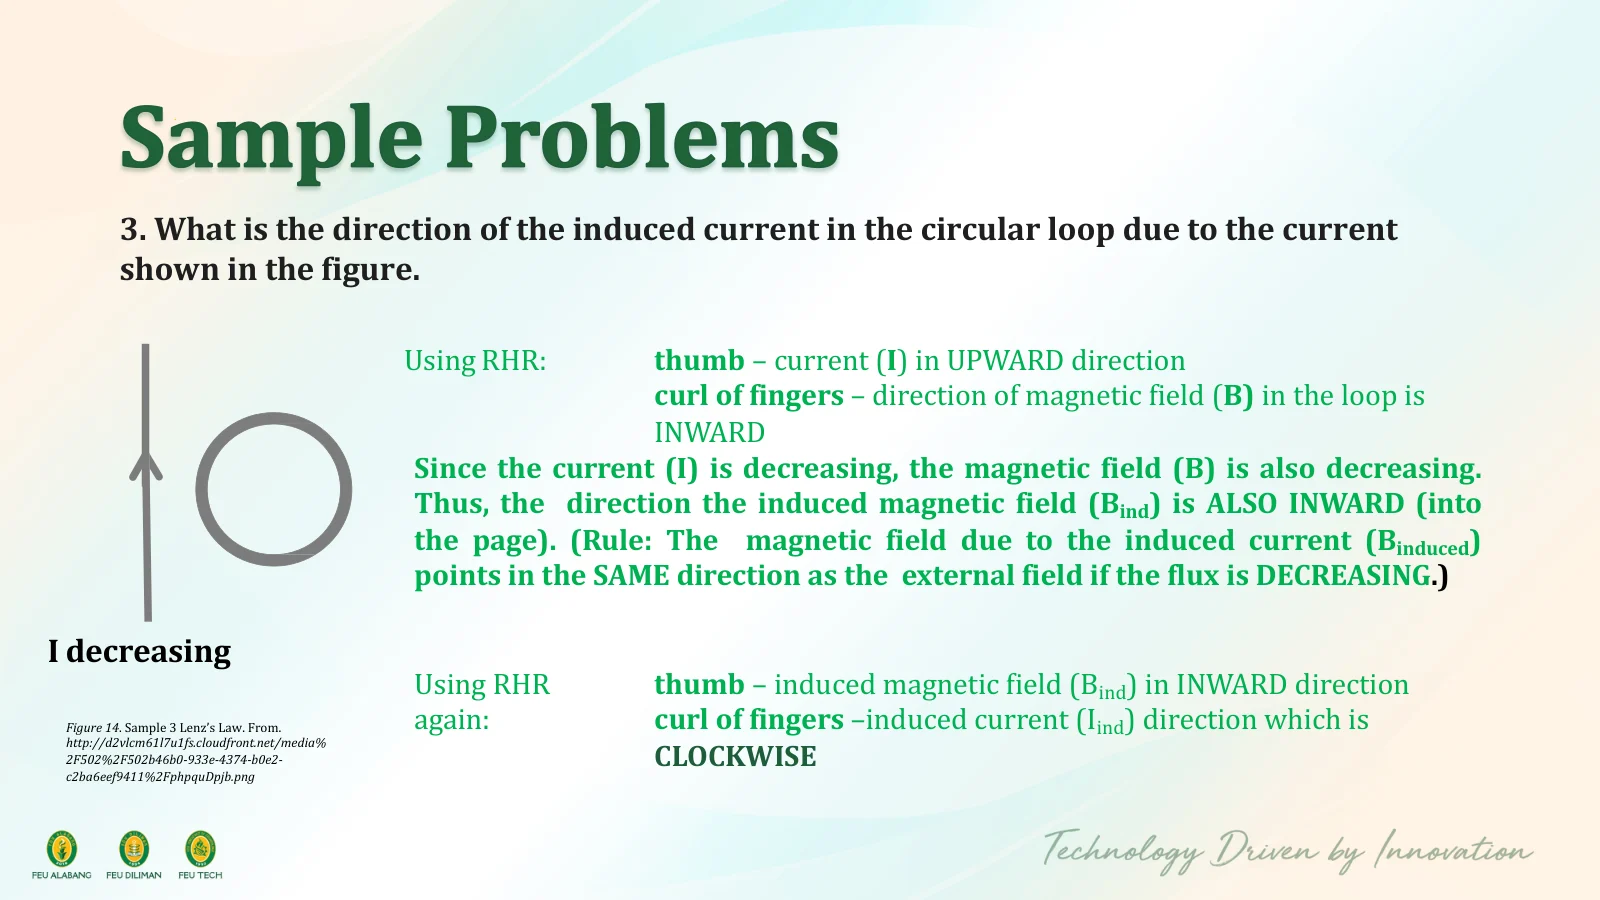 Sample Problems
3. What is the direction of the induced current in the circular loop due to the current
shown in the figure.
Using RHR:
thumb – current (I) in UPWARD direction
curl of fingers – direction of magnetic field (B) in the loop is
INWARD
Since the current (I) is decreasing, the magnetic field (B) is also decreasing.
Thus, the direction the induced magnetic field (Bind) is ALSO INWARD (into
the page). (Rule: The magnetic field due to the induced current (Binduced)
points in the SAME direction as the external field if the flux is DECREASING.)
I decreasing
Using RHR
again:
thumb – induced magnetic field (Bind) in INWARD direction
curl of fingers –induced current (Iind) direction which is
CLOCKWISE
Figure 14. Sample 3 Lenz's Law. From.
http://d2vlcm61l7u1fs.cloudfront.net/media%
2F502%2F502b46b0-933e-4374-b0e2-
c2ba6eef9411%2FphpquDpjb.png
FEU ALABANG
FEU DILIMAN
FEU TECH
Technology Driven by Innovation